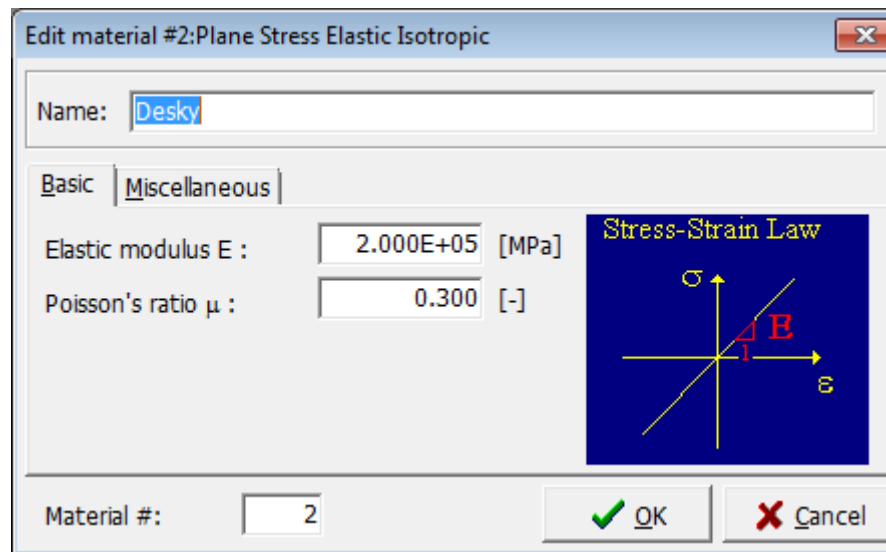 Edit material #2:Plane Stress Elastic Isotropic
Name: Desky
Basic Miscellaneous
Elastic modulus E : 2.000E+05 [MPa]
Poisson's ratio μ : 0.300 [-]
Stress-Strain Law
σ
E
1
ε
Material #: 2
OK Cancel